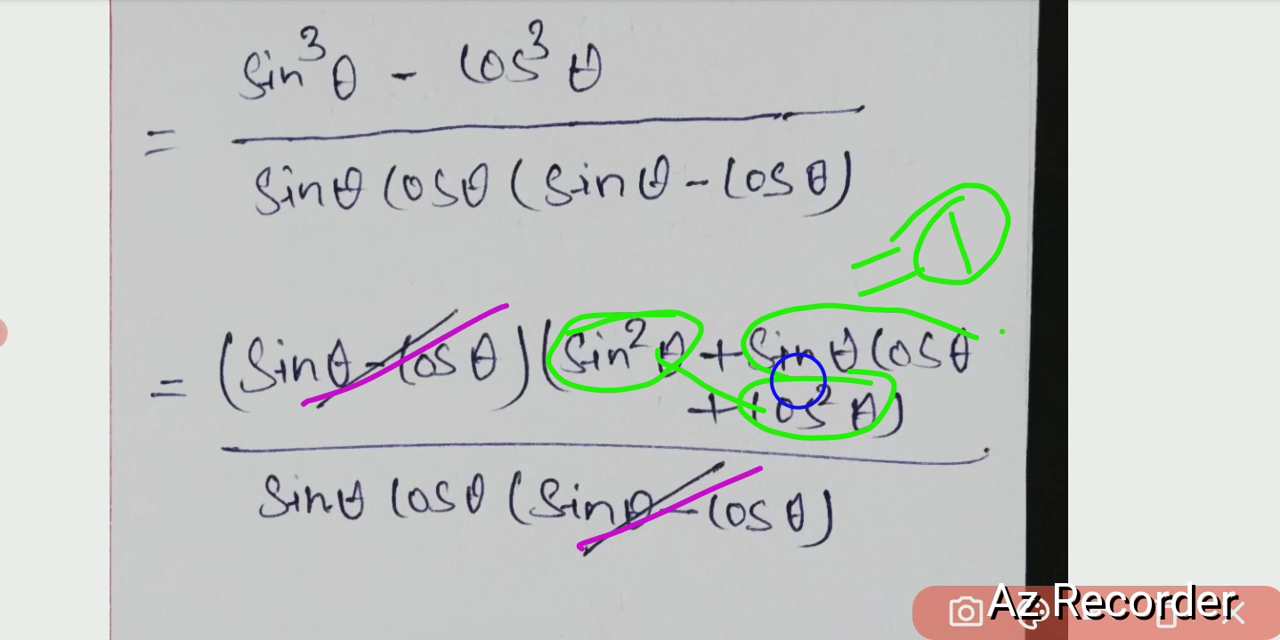 sin³θ - cos³θ
=
sinθ cosθ (sinθ - cosθ)
= 1
= (sinθ - cosθ) (sin²θ + sinθ cosθ
+ cos²θ)
sinθ cosθ (sinθ - cosθ)
Az Recorder